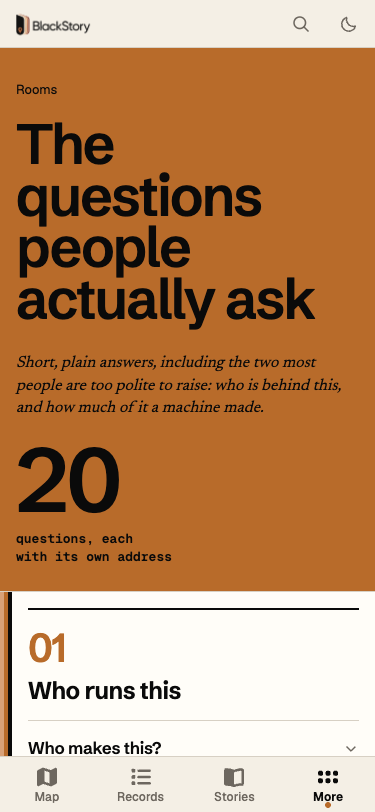 BlackStory
Rooms
The
questions
people
actually ask
Short, plain answers, including the two most
people are too polite to raise: who is behind this,
and how much of it a machine made.
20
questions, each
with its own address
01
Who runs this
Who makes this?
Map
Records
Stories
More